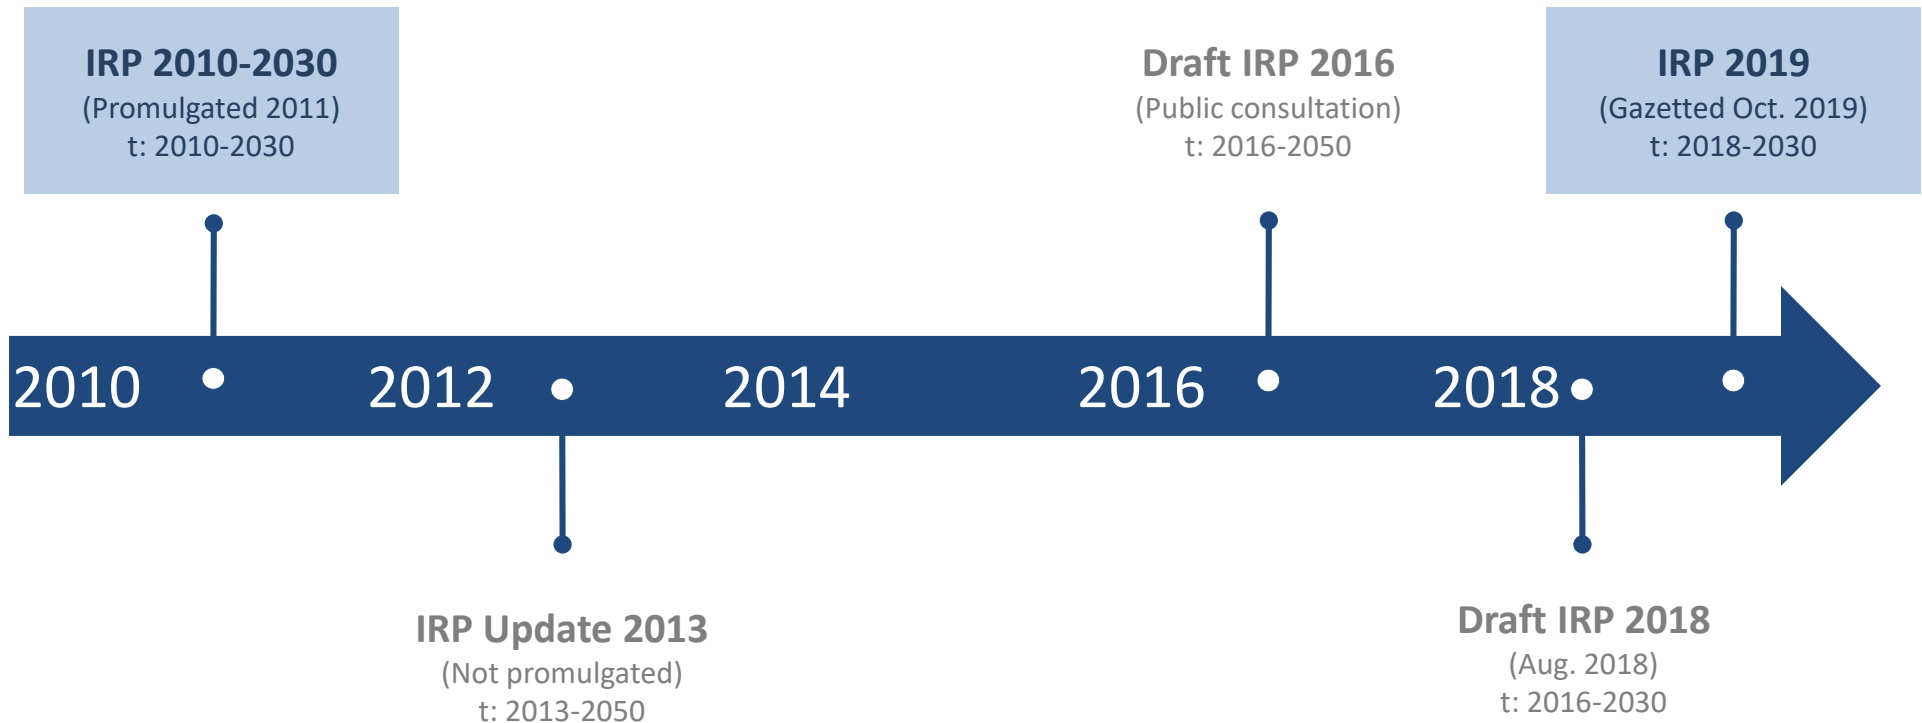 IRP 2010-2030
(Promulgated 2011)
t: 2010-2030
Draft IRP 2016
(Public consultation)
t: 2016-2050
IRP 2019
(Gazetted Oct. 2019)
t: 2018-2030
2010
2012
2014
2016
2018
IRP Update 2013
(Not promulgated)
t: 2013-2050
Draft IRP 2018
(Aug. 2018)
t: 2016-2030